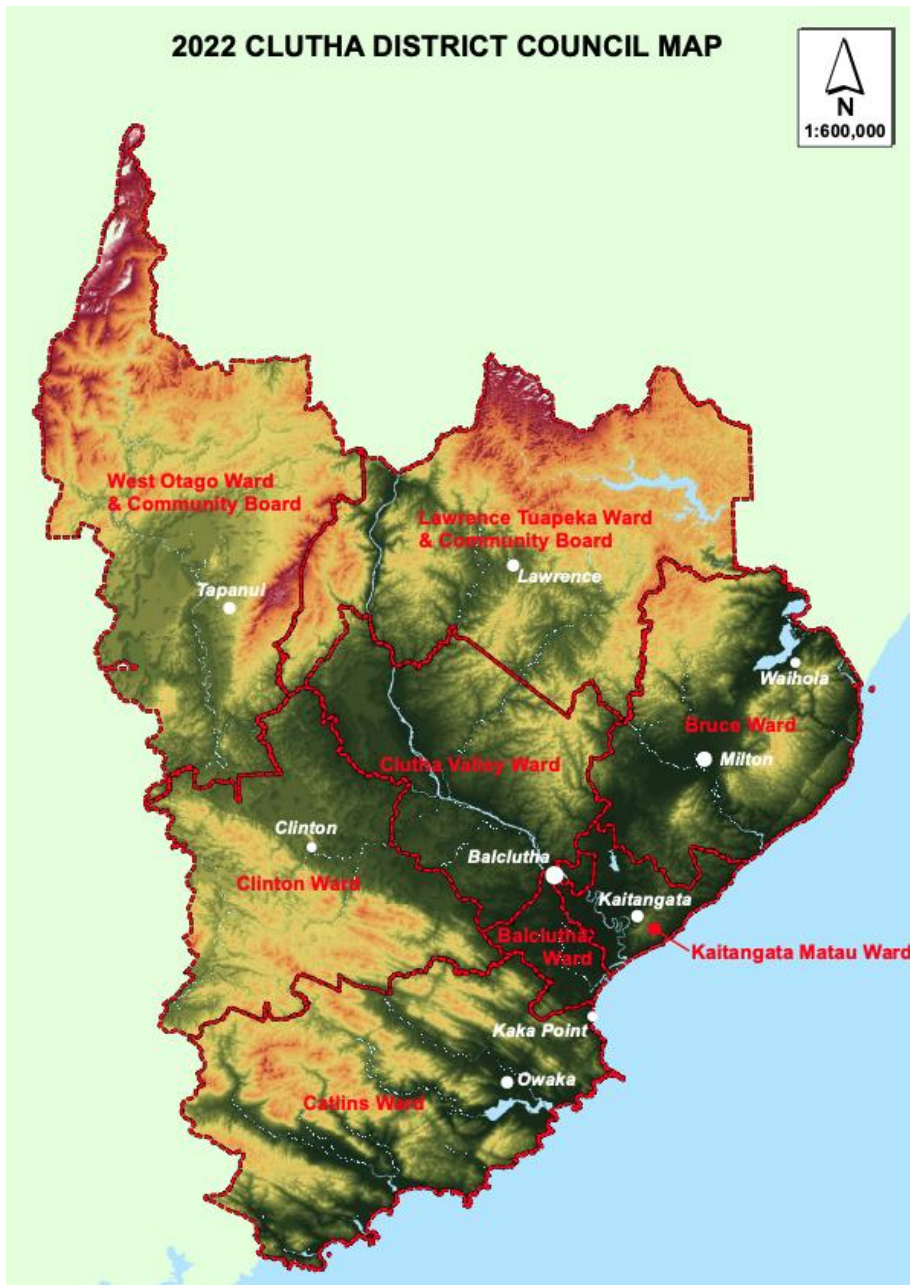 2022 CLUTHA DISTRICT COUNCIL MAP
N
1:600,000
West Otago Ward
& Community Board
Lawrence Tuapeka Ward
& Community Board
Lawrence
Tapanui
Waihola
Bruce Ward
Milton
Clutha Valley Ward
Clinton
Balclutha
Clinton Ward
Kaitangata
Balclutha
Ward
Kaitangata Matau Ward
Kaka Point
Owaka
Catlins Ward